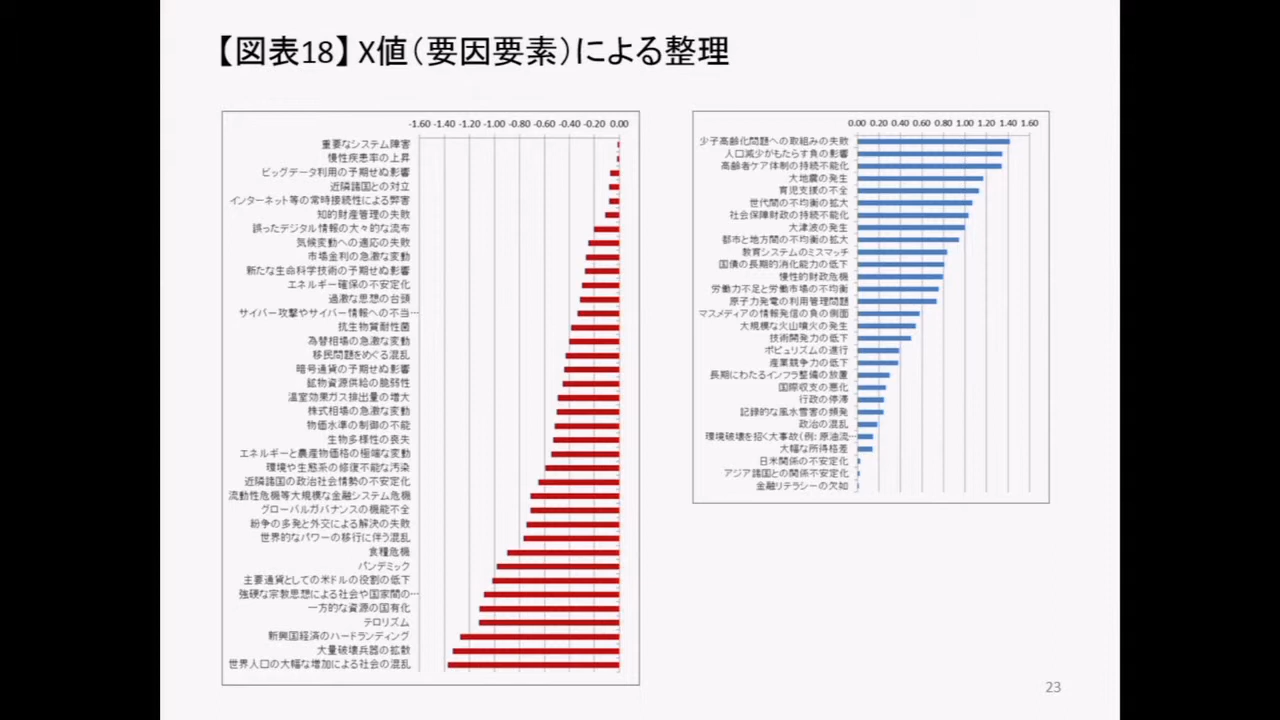 【図表18】X値(要因要素)による整理
-1.60 -1.40 -1.20 -1.00 -0.80 -0.60 -0.40 -0.20 0.00
重要なシステム障害
慢性疾患率の上昇
ビッグデータ利用の予期せぬ影響
近隣諸国との対立
インターネット等の常時接続性による弊害
知的財産管理の失敗
誤ったデジタル情報の大々的な流布
気候変動への適応の失敗
市場金利の急激な変動
新たな生命科学技術の予期せぬ影響
エネルギー確保の不安定化
過激な思想の台頭
サイバー攻撃やサイバー情報への不当…
抗生物質耐性菌
為替相場の急激な変動
移民問題をめぐる混乱
暗号通貨の予期せぬ影響
鉱物資源供給の脆弱性
温室効果ガス排出量の増大
株式相場の急激な変動
物価水準の制御の不能
生物多様性の喪失
エネルギーと農産物価格の極端な変動
環境や生態系の修復不能な汚染
近隣諸国の政治社会情勢の不安定化
流動性危機等大規模な金融システム危機
グローバルガバナンスの機能不全
紛争の多発と外交による解決の失敗
世界的なパワーの移行に伴う混乱
食糧危機
パンデミック
主要通貨としての米ドルの役割の低下
強硬な宗教思想による社会や国家間の…
一方的な資源の国有化
テロリズム
新興国経済のハードランディング
大量破壊兵器の拡散
世界人口の大幅な増加による社会の混乱
0.00 0.20 0.40 0.60 0.80 1.00 1.20 1.40 1.60
少子高齢化問題への取組みの失敗
人口減少がもたらす負の影響
高齢者ケア体制の持続不能化
大地震の発生
育児支援の不全
世代間の不均衡の拡大
社会保障財政の持続不能化
大津波の発生
都市と地方間の不均衡の拡大
教育システムのミスマッチ
国債の長期的消化能力の低下
慢性的財政危機
労働力不足と労働市場の不均衡
原子力発電の利用管理問題
マスメディアの情報発信の負の側面
大規模な火山噴火の発生
技術開発力の低下
ポピュリズムの進行
産業競争力の低下
長期にわたるインフラ整備の放置
国際収支の悪化
行政の停滞
記録的な風水雪害の頻発
政治の混乱
環境破壊を招く大事故(例:原油流…
大幅な所得格差
日米関係の不安定化
アジア諸国との関係不安定化
金融リテラシーの欠如
23